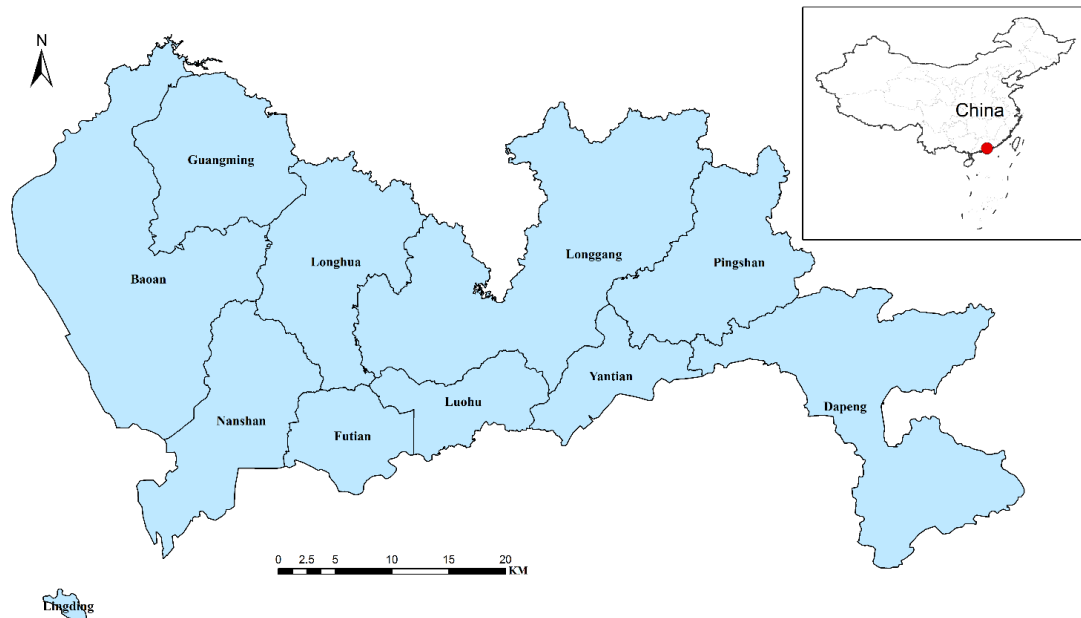 N
China
Guangming
Longhua
Longgang
Pingshan
Baoan
Yantian
Luohu
Dapeng
Nanshan
Futian
0 2.5 5 10 15 20
KM
Lingding